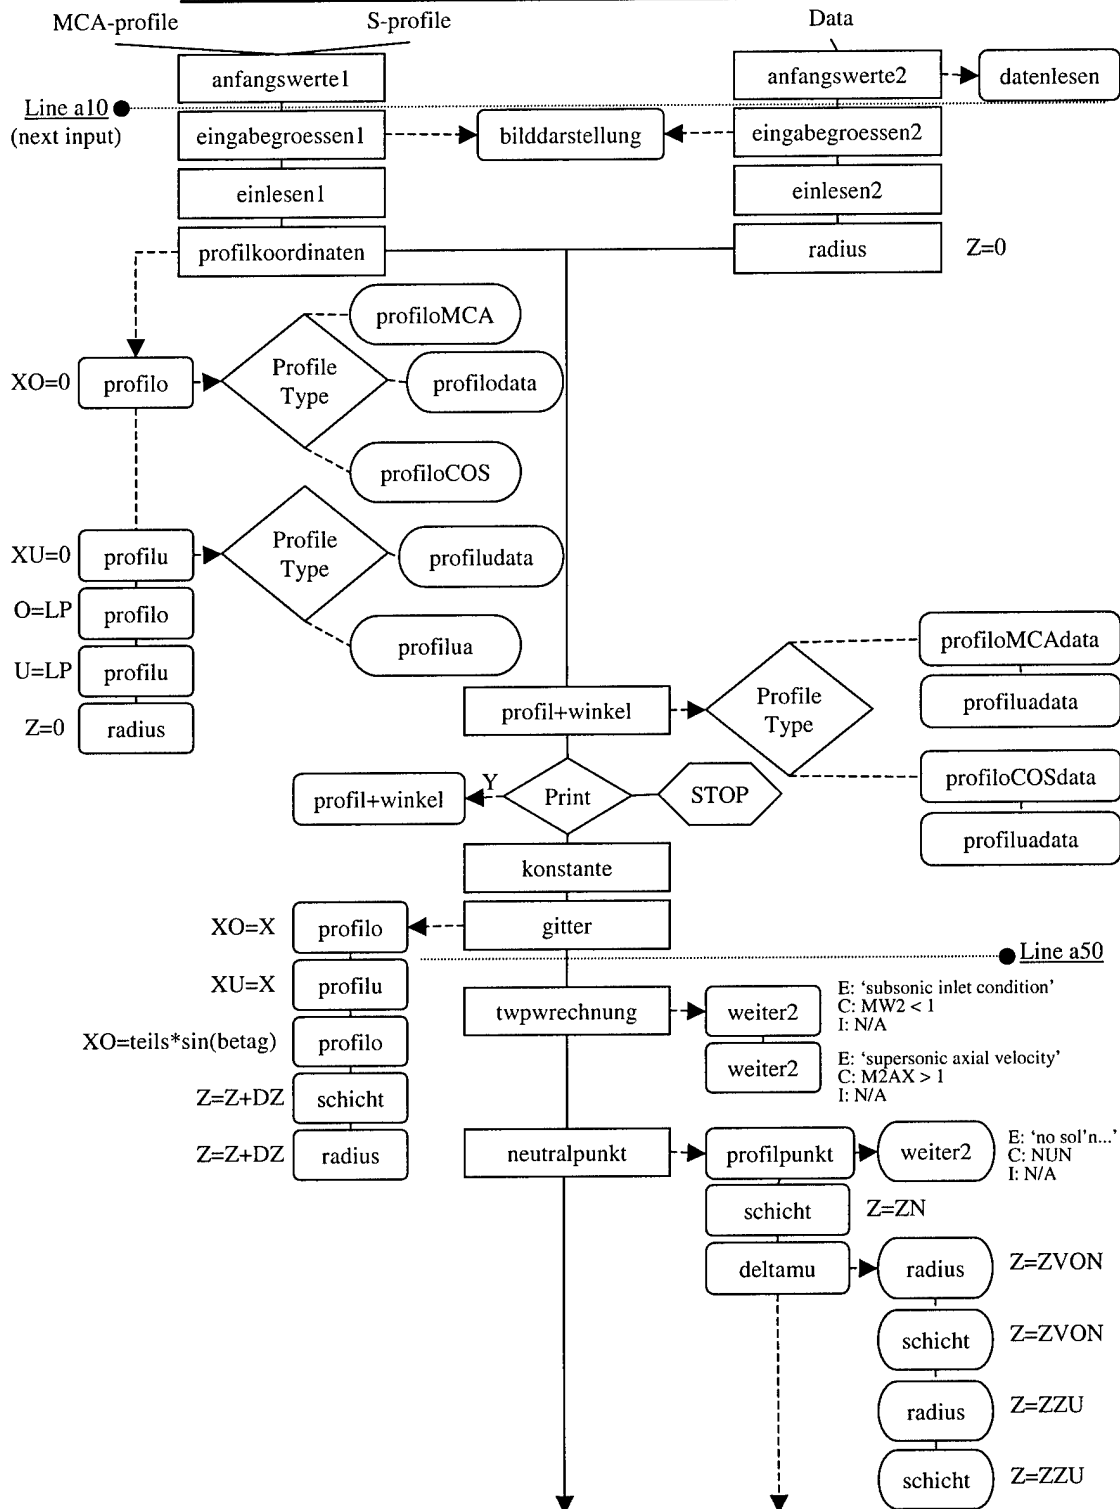 MCA-profile S-profile Data
anfangswerte1 anfangswerte2 datenlesen
Line a10
(next input)
eingabegroessen1 bilddarstellung eingabegroessen2
einlesen1 einlesen2
profilkoordinaten radius Z=0
profiloMCA
XO=0 profilo Profile
Type profilodata
profiloCOS
XU=0 profilu Profile
Type profiludata
O=LP profilo
profilua
U=LP profilu
Z=0 radius
profil+winkel Profile
Type profiloMCAdata
profiluadata
profiloCOSdata
profiluadata
profil+winkel Y Print STOP
konstante
gitter
XO=X profilo
Line a50
XU=X profilu
XO=teils*sin(betag) profilo
Z=Z+DZ schicht
Z=Z+DZ radius
twpwrechnung weiter2
E: ‘subsonic inlet condition’
C: MW2 < 1
I: N/A
weiter2
E: ‘supersonic axial velocity’
C: M2AX > 1
I: N/A
neutralpunkt profilpunkt weiter2
E: ‘no sol’n...’
C: NUN
I: N/A
schicht Z=ZN
deltamu radius Z=ZVON
schicht Z=ZVON
radius Z=ZZU
schicht Z=ZZU